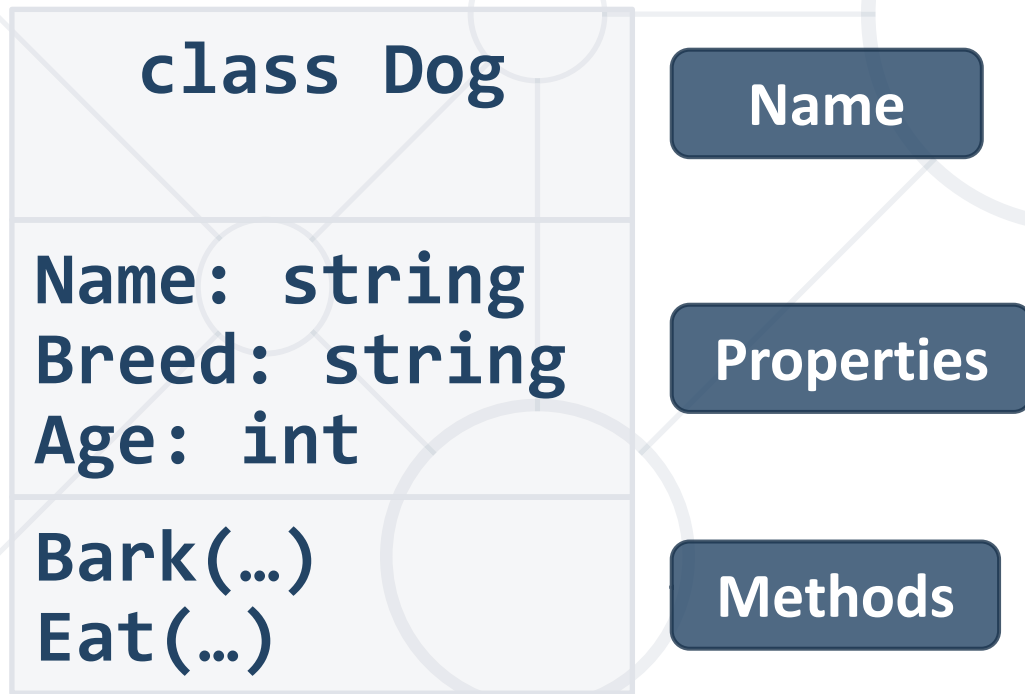 class Dog
Name
Name: string
Breed: string
Age: int
Properties
Bark(…)
Eat(…)
Methods